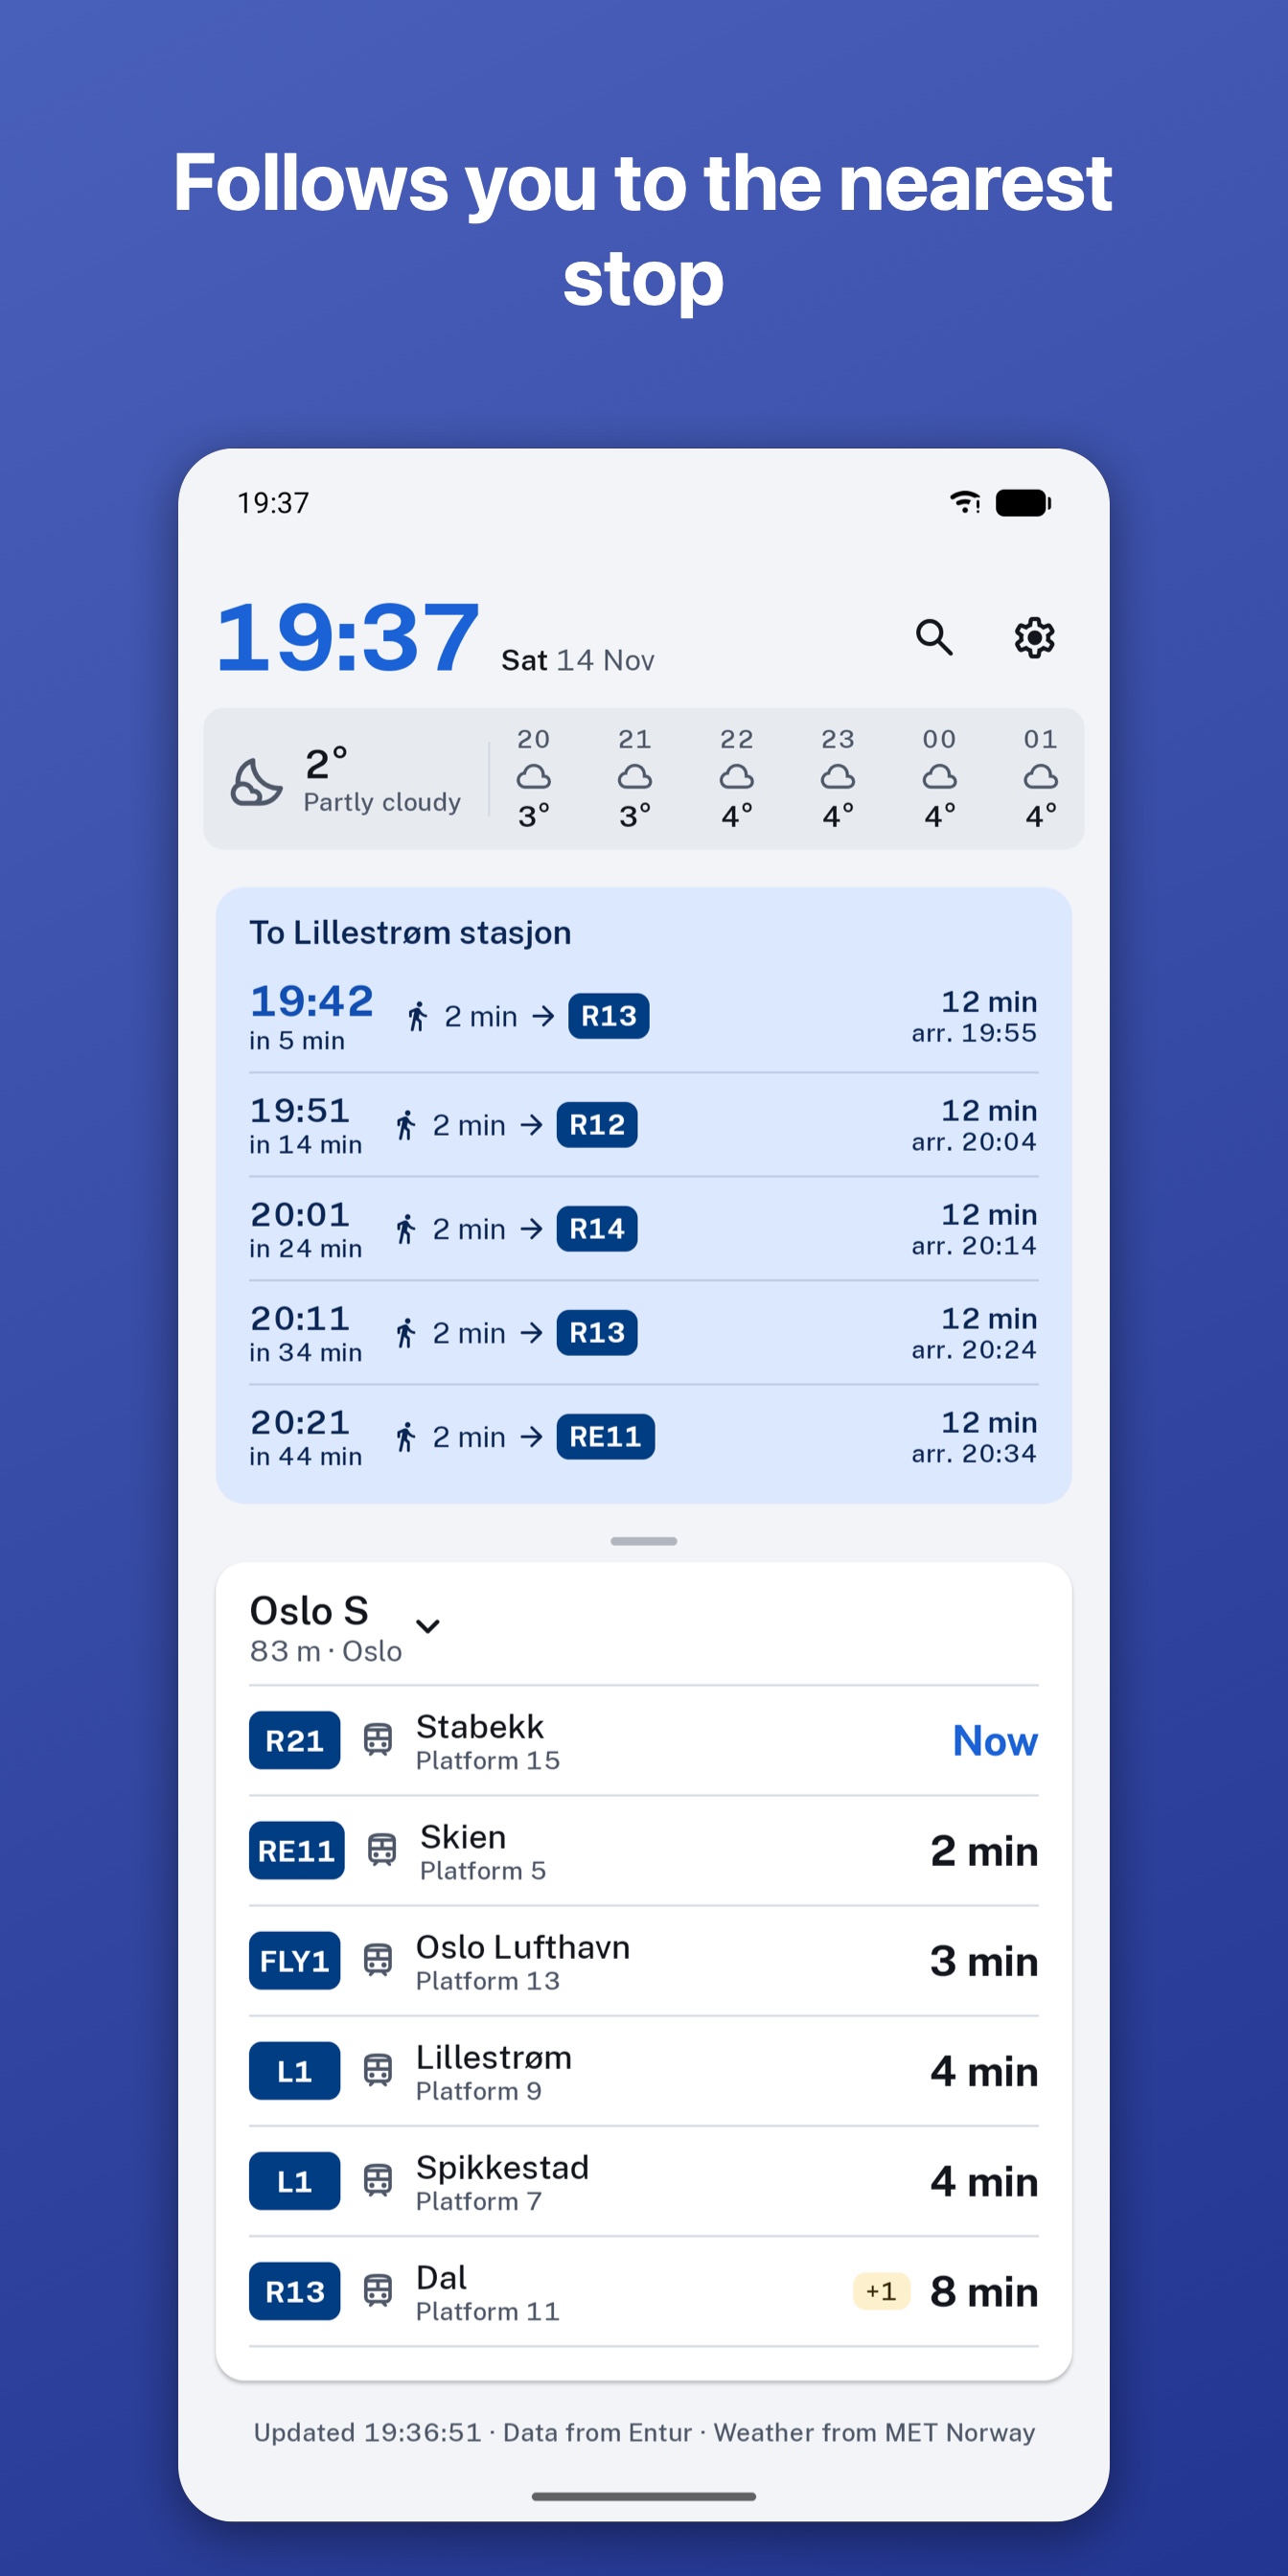 Follows you to the nearest
stop
19:37
19:37 Sat 14 Nov
2°
Partly cloudy
20 21 22 23 00 01
3° 3° 4° 4° 4° 4°
To Lillestrøm stasjon
19:42 2 min → R13 12 min
in 5 min arr. 19:55
19:51 2 min → R12 12 min
in 14 min arr. 20:04
20:01 2 min → R14 12 min
in 24 min arr. 20:14
20:11 2 min → R13 12 min
in 34 min arr. 20:24
20:21 2 min → RE11 12 min
in 44 min arr. 20:34
Oslo S
83 m · Oslo
R21 Stabekk Now
Platform 15
RE11 Skien 2 min
Platform 5
FLY1 Oslo Lufthavn 3 min
Platform 13
L1 Lillestrøm 4 min
Platform 9
L1 Spikkestad 4 min
Platform 7
R13 Dal +1 8 min
Platform 11
Updated 19:36:51 · Data from Entur · Weather from MET Norway